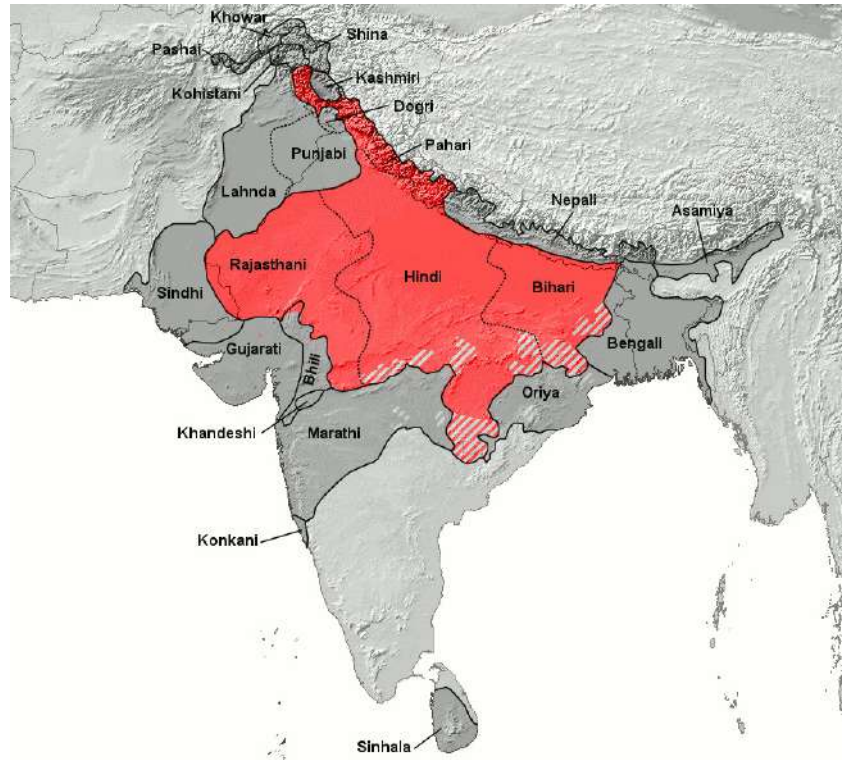 Khowar
Shina
Pashai
Kashmiri
Kohistani
Dogri
Punjabi
Pahari
Lahnda
Nepali
Asamiya
Rajasthani
Hindi
Bihari
Sindhi
Bengali
Gujarati
Bhili
Oriya
Khandeshi
Marathi
Konkani
Sinhala